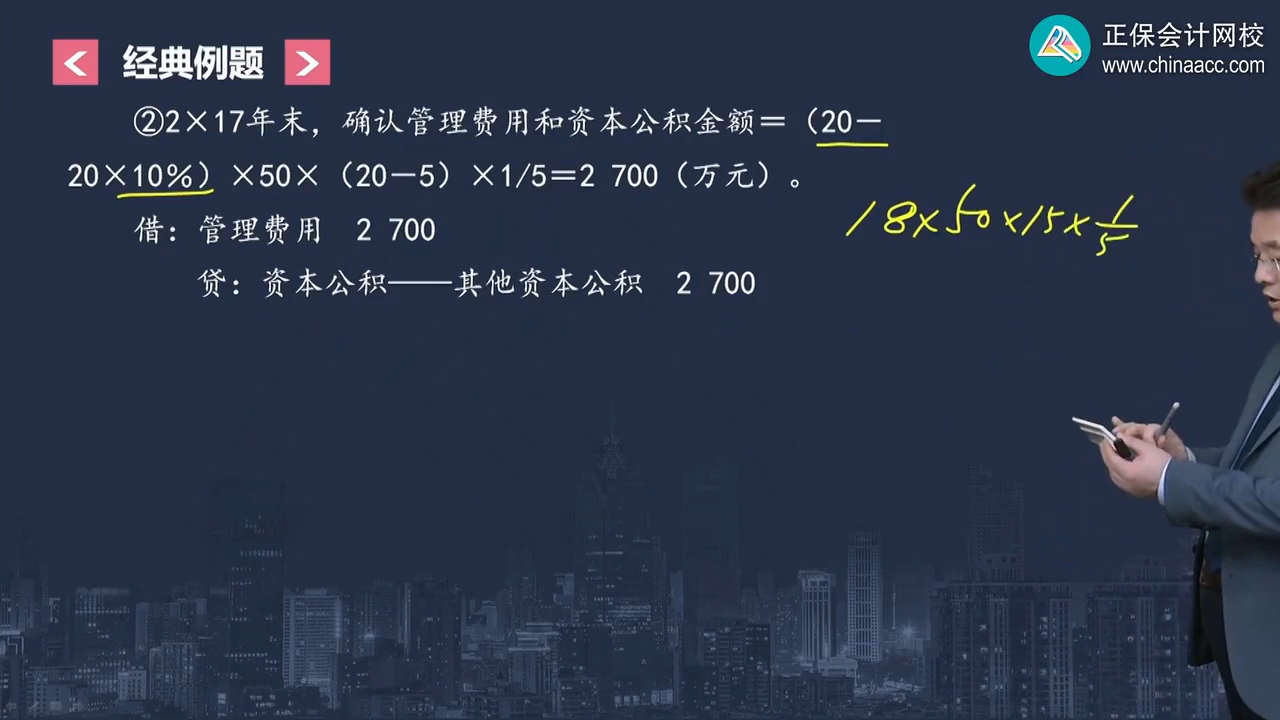 经典例题
正保会计网校
www.chinaacc.com
②2×17年末，确认管理费用和资本公积金额＝（20－
20×10%）×50×（20－5）×1/5＝2 700（万元）。
18×50×15×1/5
借：管理费用 2 700
贷：资本公积——其他资本公积 2 700